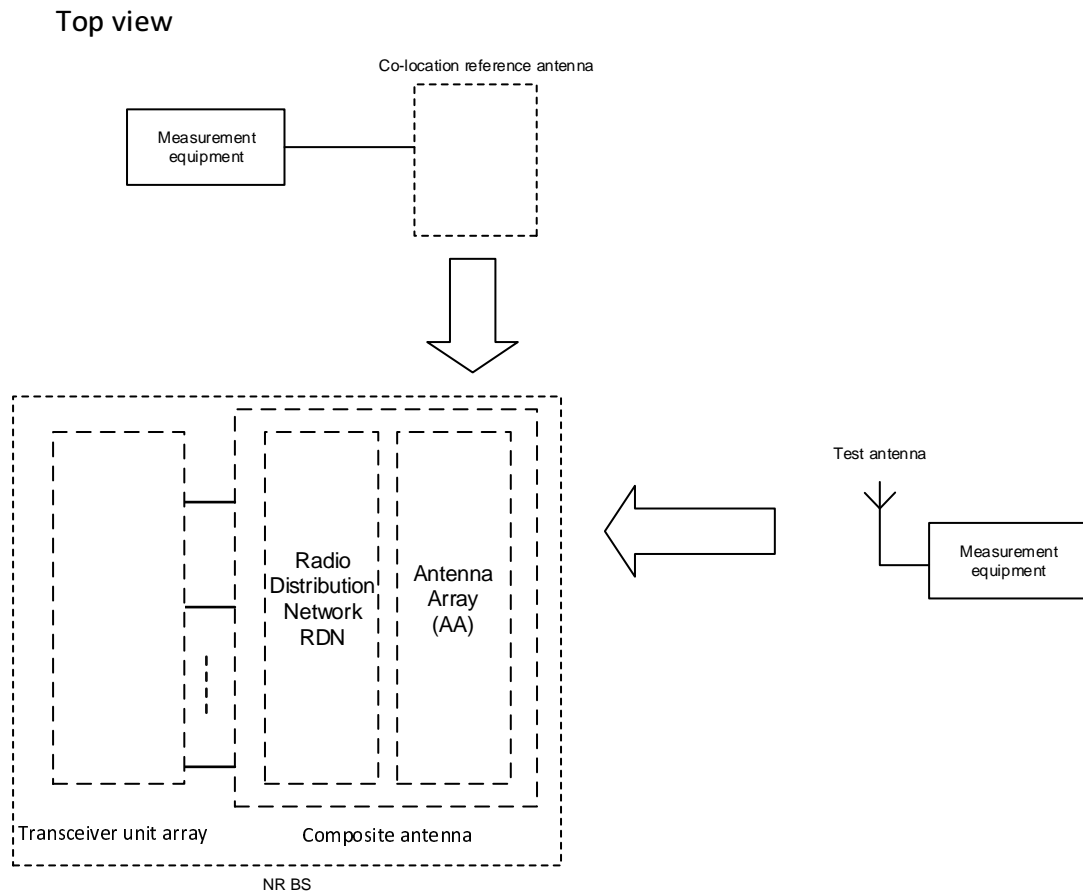 Top view
Co-location reference antenna
Measurement
equipment
Test antenna
Measurement
equipment
Radio
Distribution
Network
RDN
Antenna
Array
(AA)
Transceiver unit array
Composite antenna
NR BS